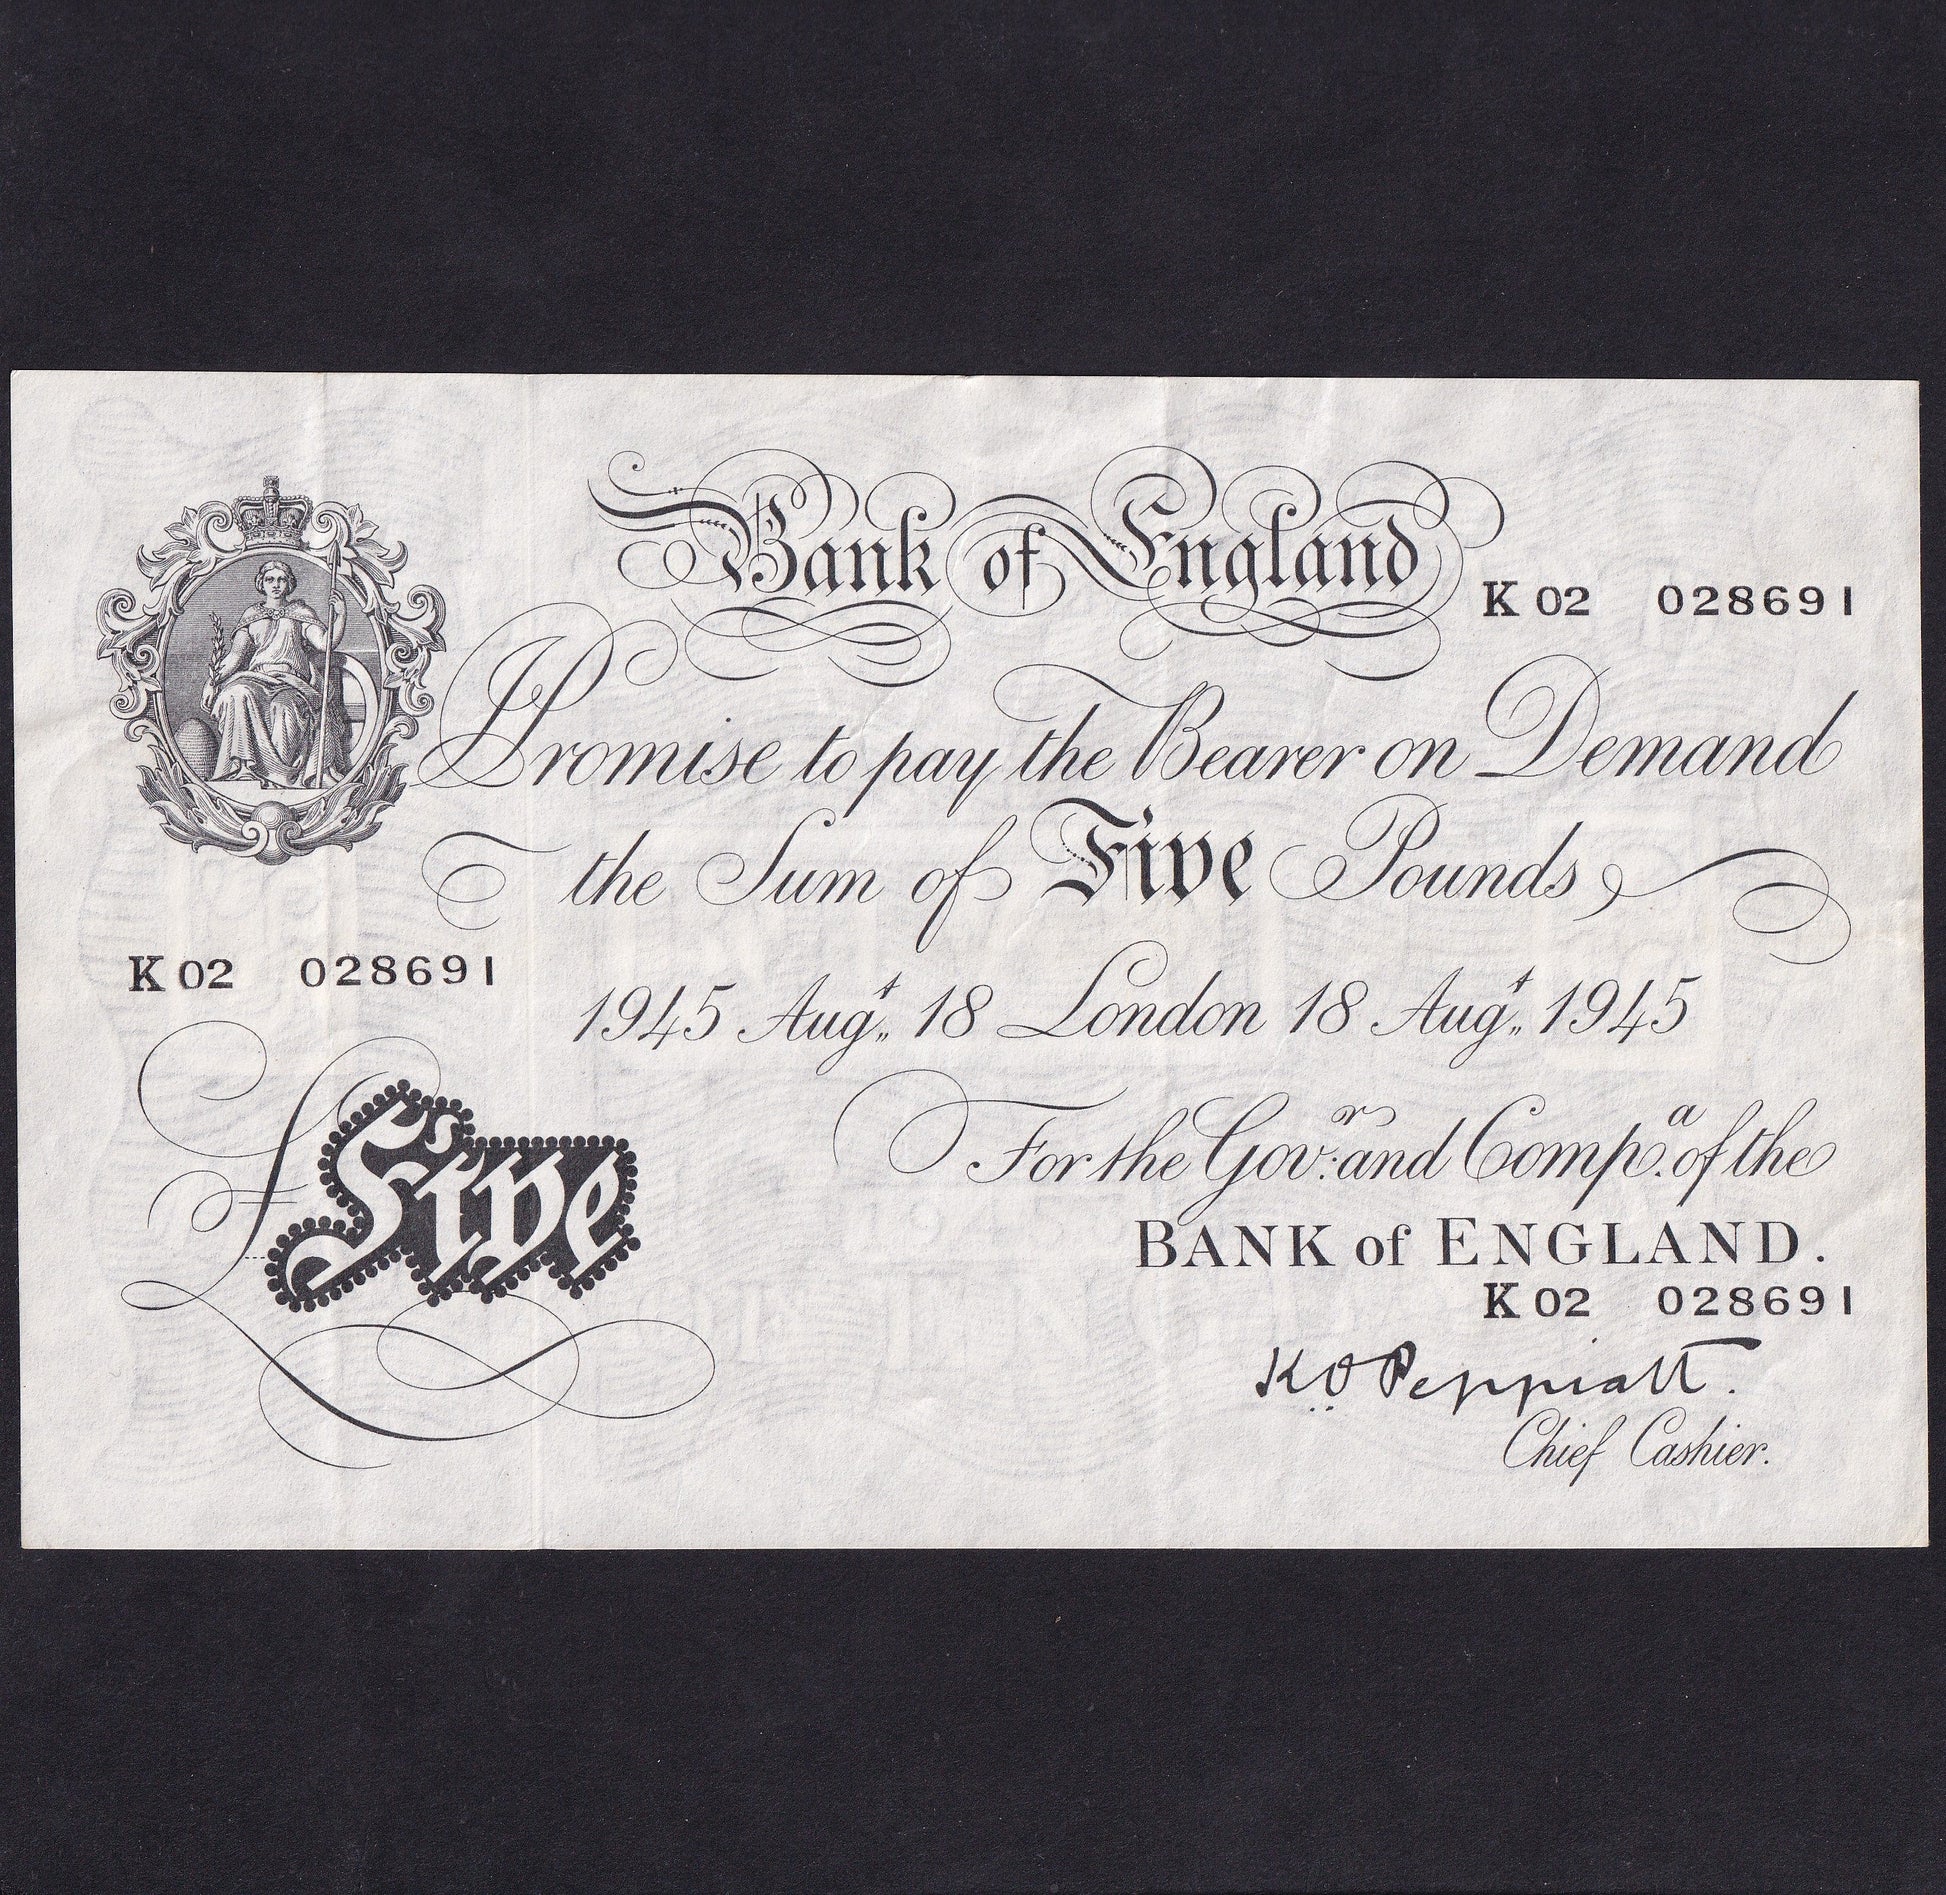 Bank of England
K 02 028691
I Promise to pay the Bearer on Demand
the Sum of Five Pounds
K 02 028691
1945 Augt. 18 London 18 Augt. 1945
£ Five
For the Govr. and Compa. of the
BANK of ENGLAND.
K 02 028691
K O Peppiatt.
Chief Cashier.